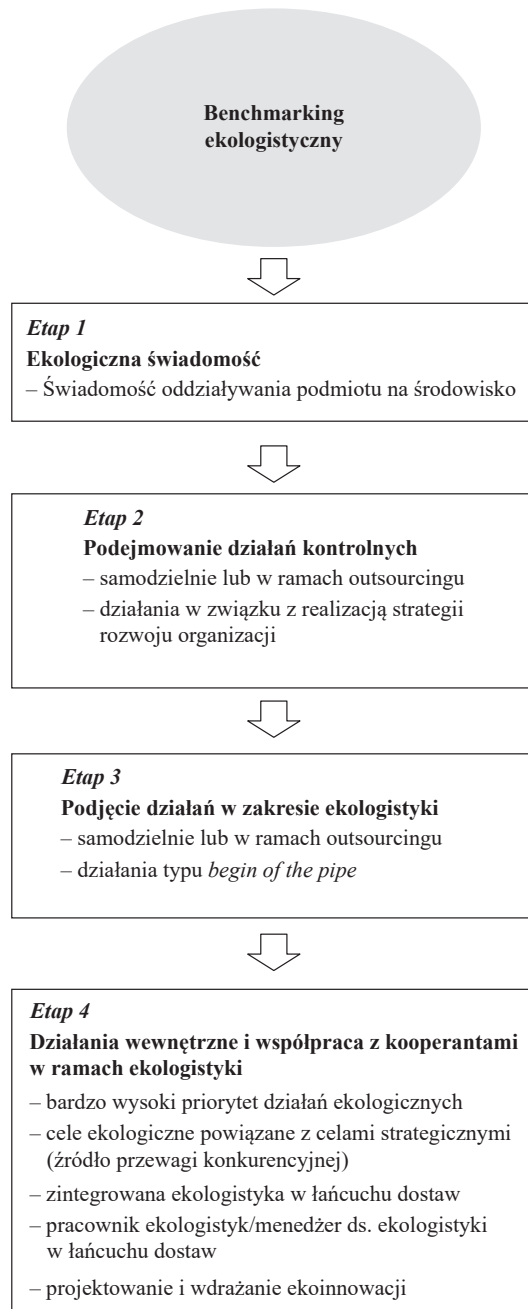 Benchmarking
ekologistyczny
Etap 1
Ekologiczna świadomość
– Świadomość oddziaływania podmiotu na środowisko
Etap 2
Podejmowanie działań kontrolnych
– samodzielnie lub w ramach outsourcingu
– działania w związku z realizacją strategii
rozwoju organizacji
Etap 3
Podjęcie działań w zakresie ekologistyki
– samodzielnie lub w ramach outsourcingu
– działania typu begin of the pipe
Etap 4
Działania wewnętrzne i współpraca z kooperantami
w ramach ekologistyki
– bardzo wysoki priorytet działań ekologicznych
– cele ekologiczne powiązane z celami strategicznymi
(źródło przewagi konkurencyjnej)
– zintegrowana ekologistyka w łańcuchu dostaw
– pracownik ekologistyk/menedżer ds. ekologistyki
w łańcuchu dostaw
– projektowanie i wdrażanie ekoinnowacji